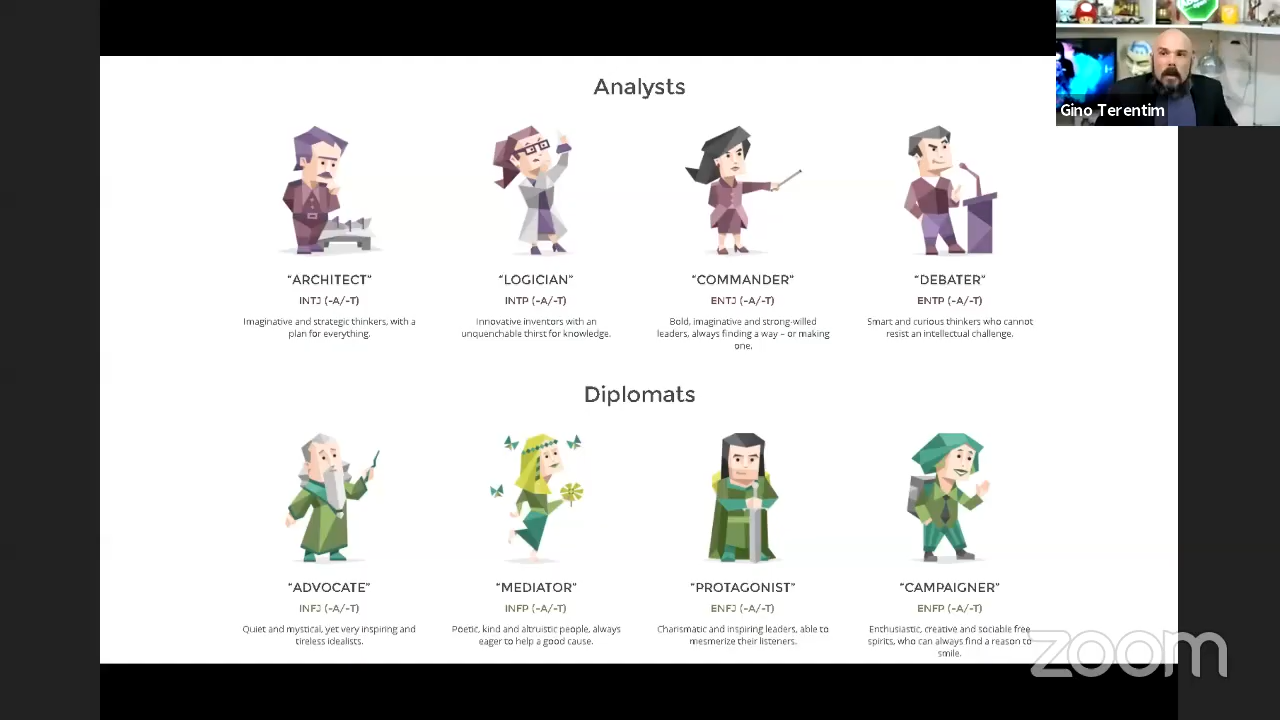 Analysts
Gino Terentim
“ARCHITECT”
INTJ (-A/-T)
Imaginative and strategic thinkers, with a
plan for everything.
“LOGICIAN”
INTP (-A/-T)
Innovative inventors with an
unquenchable thirst for knowledge.
“COMMANDER”
ENTJ (-A/-T)
Bold, imaginative and strong-willed
leaders, always finding a way – or making
one.
“DEBATER”
ENTP (-A/-T)
Smart and curious thinkers who cannot
resist an intellectual challenge.
Diplomats
“ADVOCATE”
INFJ (-A/-T)
Quiet and mystical, yet very inspiring and
tireless idealists.
“MEDIATOR”
INFP (-A/-T)
Poetic, kind and altruistic people, always
eager to help a good cause.
“PROTAGONIST”
ENFJ (-A/-T)
Charismatic and inspiring leaders, able to
mesmerize their listeners.
“CAMPAIGNER”
ENFP (-A/-T)
Enthusiastic, creative and sociable free
spirits, who can always find a reason to
smile.
zoom